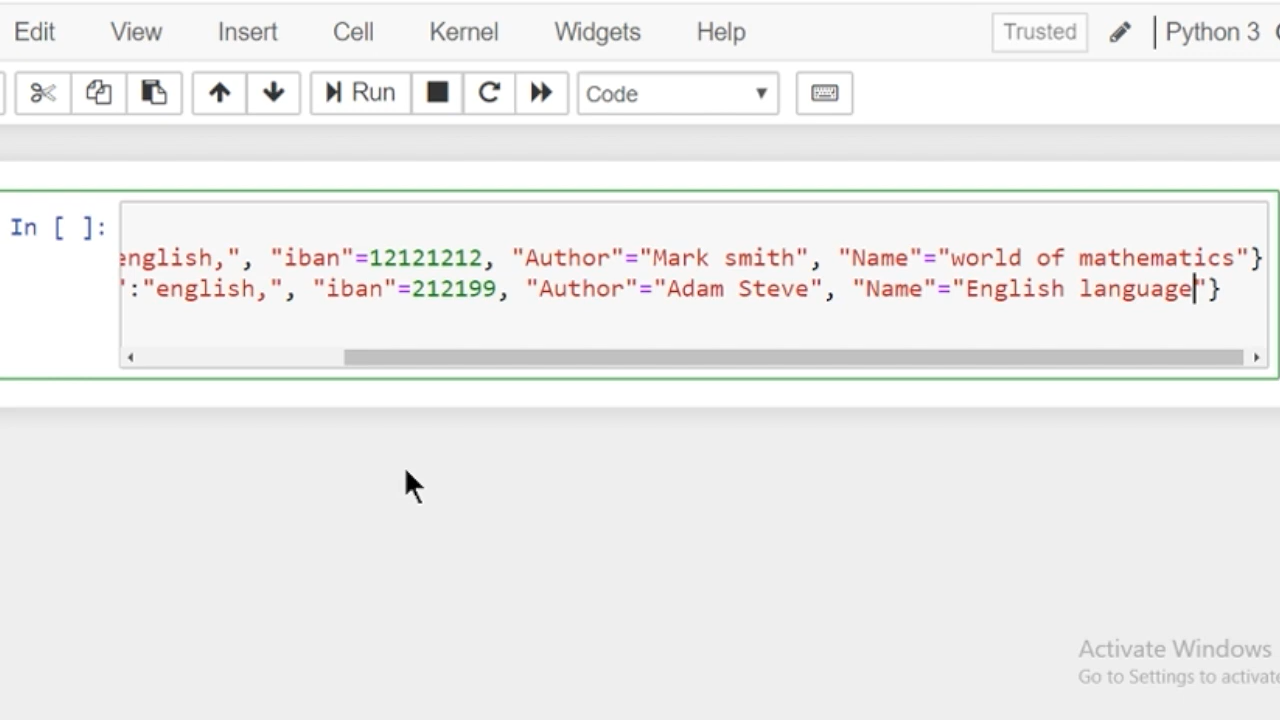 Edit View Insert Cell Kernel Widgets Help Trusted Python 3
Run Code
In [ ]:
english,", "iban"=12121212, "Author"="Mark smith", "Name"="world of mathematics"}
":"english,", "iban"=212199, "Author"="Adam Steve", "Name"="English language"}
Activate Windows
Go to Settings to activate